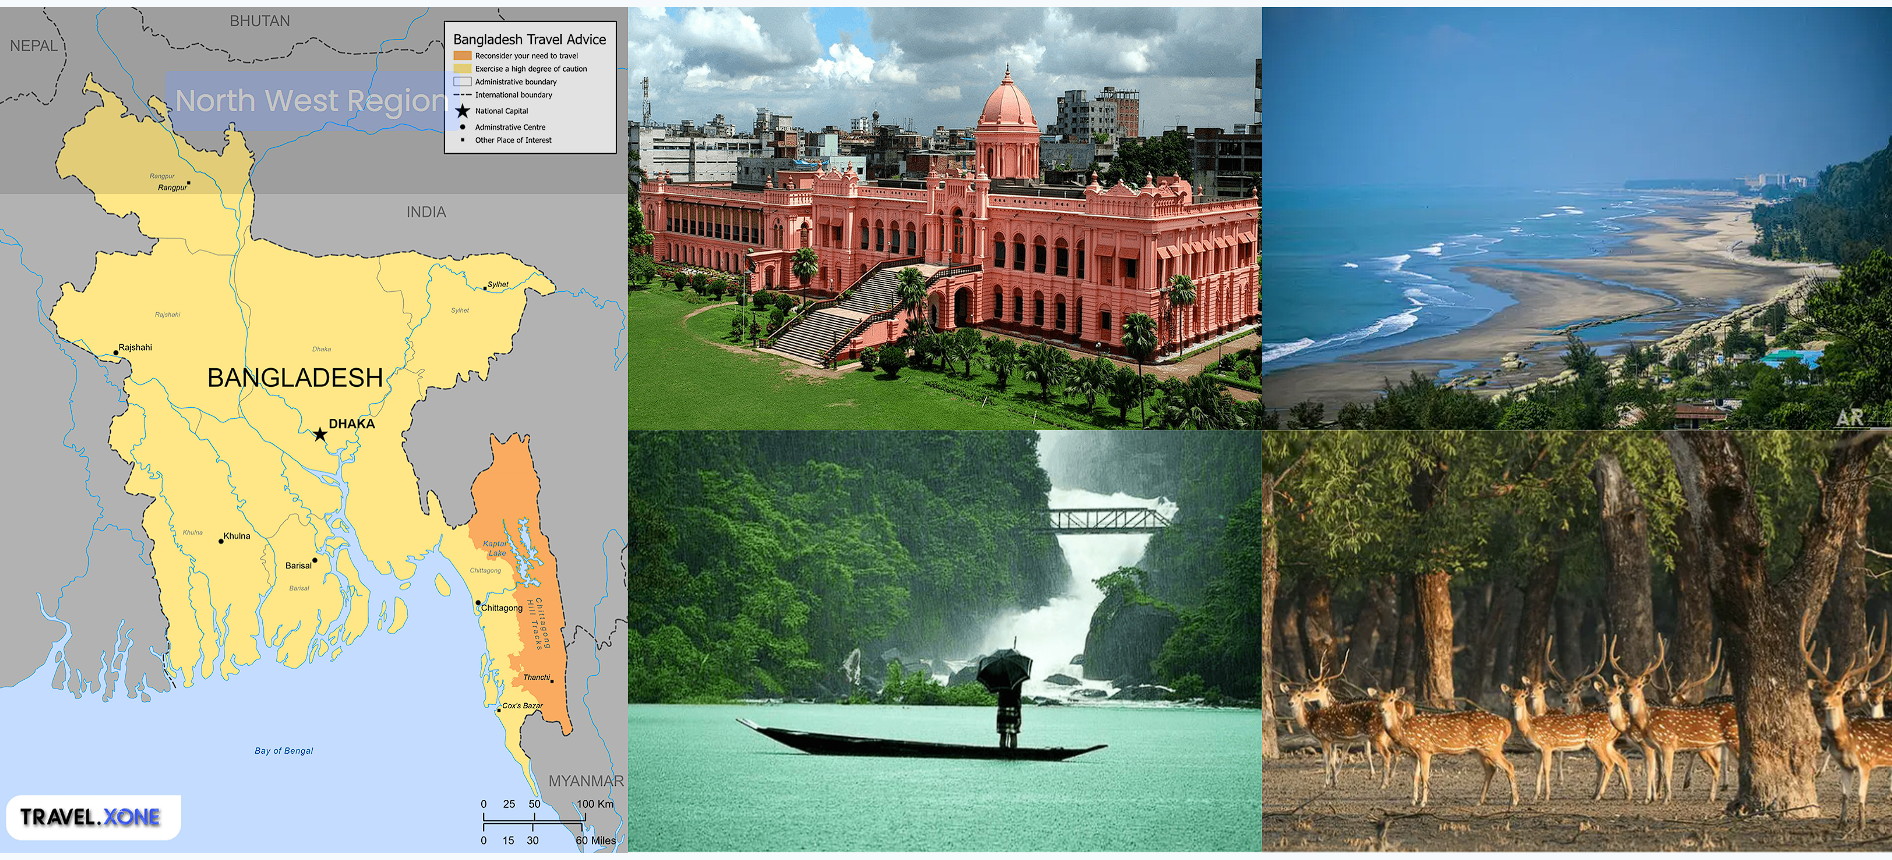 BHUTAN
NEPAL
North West Region
Bangladesh Travel Advice
Reconsider your need to travel
Exercise a high degree of caution
Administrative boundary
International boundary
National Capital
Adminstrative Centre
Other Place of Interest
Rangpur
Rangpur
INDIA
Sylhet
Rajshahi
Sylhet
Rajshahi
Dhaka
BANGLADESH
DHAKA
Khulna
Khulna
Kaptai
Lake
Barisal
Chittagong
Barisal
Chittagong
Chittagong
Hill Tracts
Thanchi
Cox's Bazar
Bay of Bengal
MYANMAR
0 25 50 100 Km
0 15 30 60 Miles
TRAVEL.XONE
AR